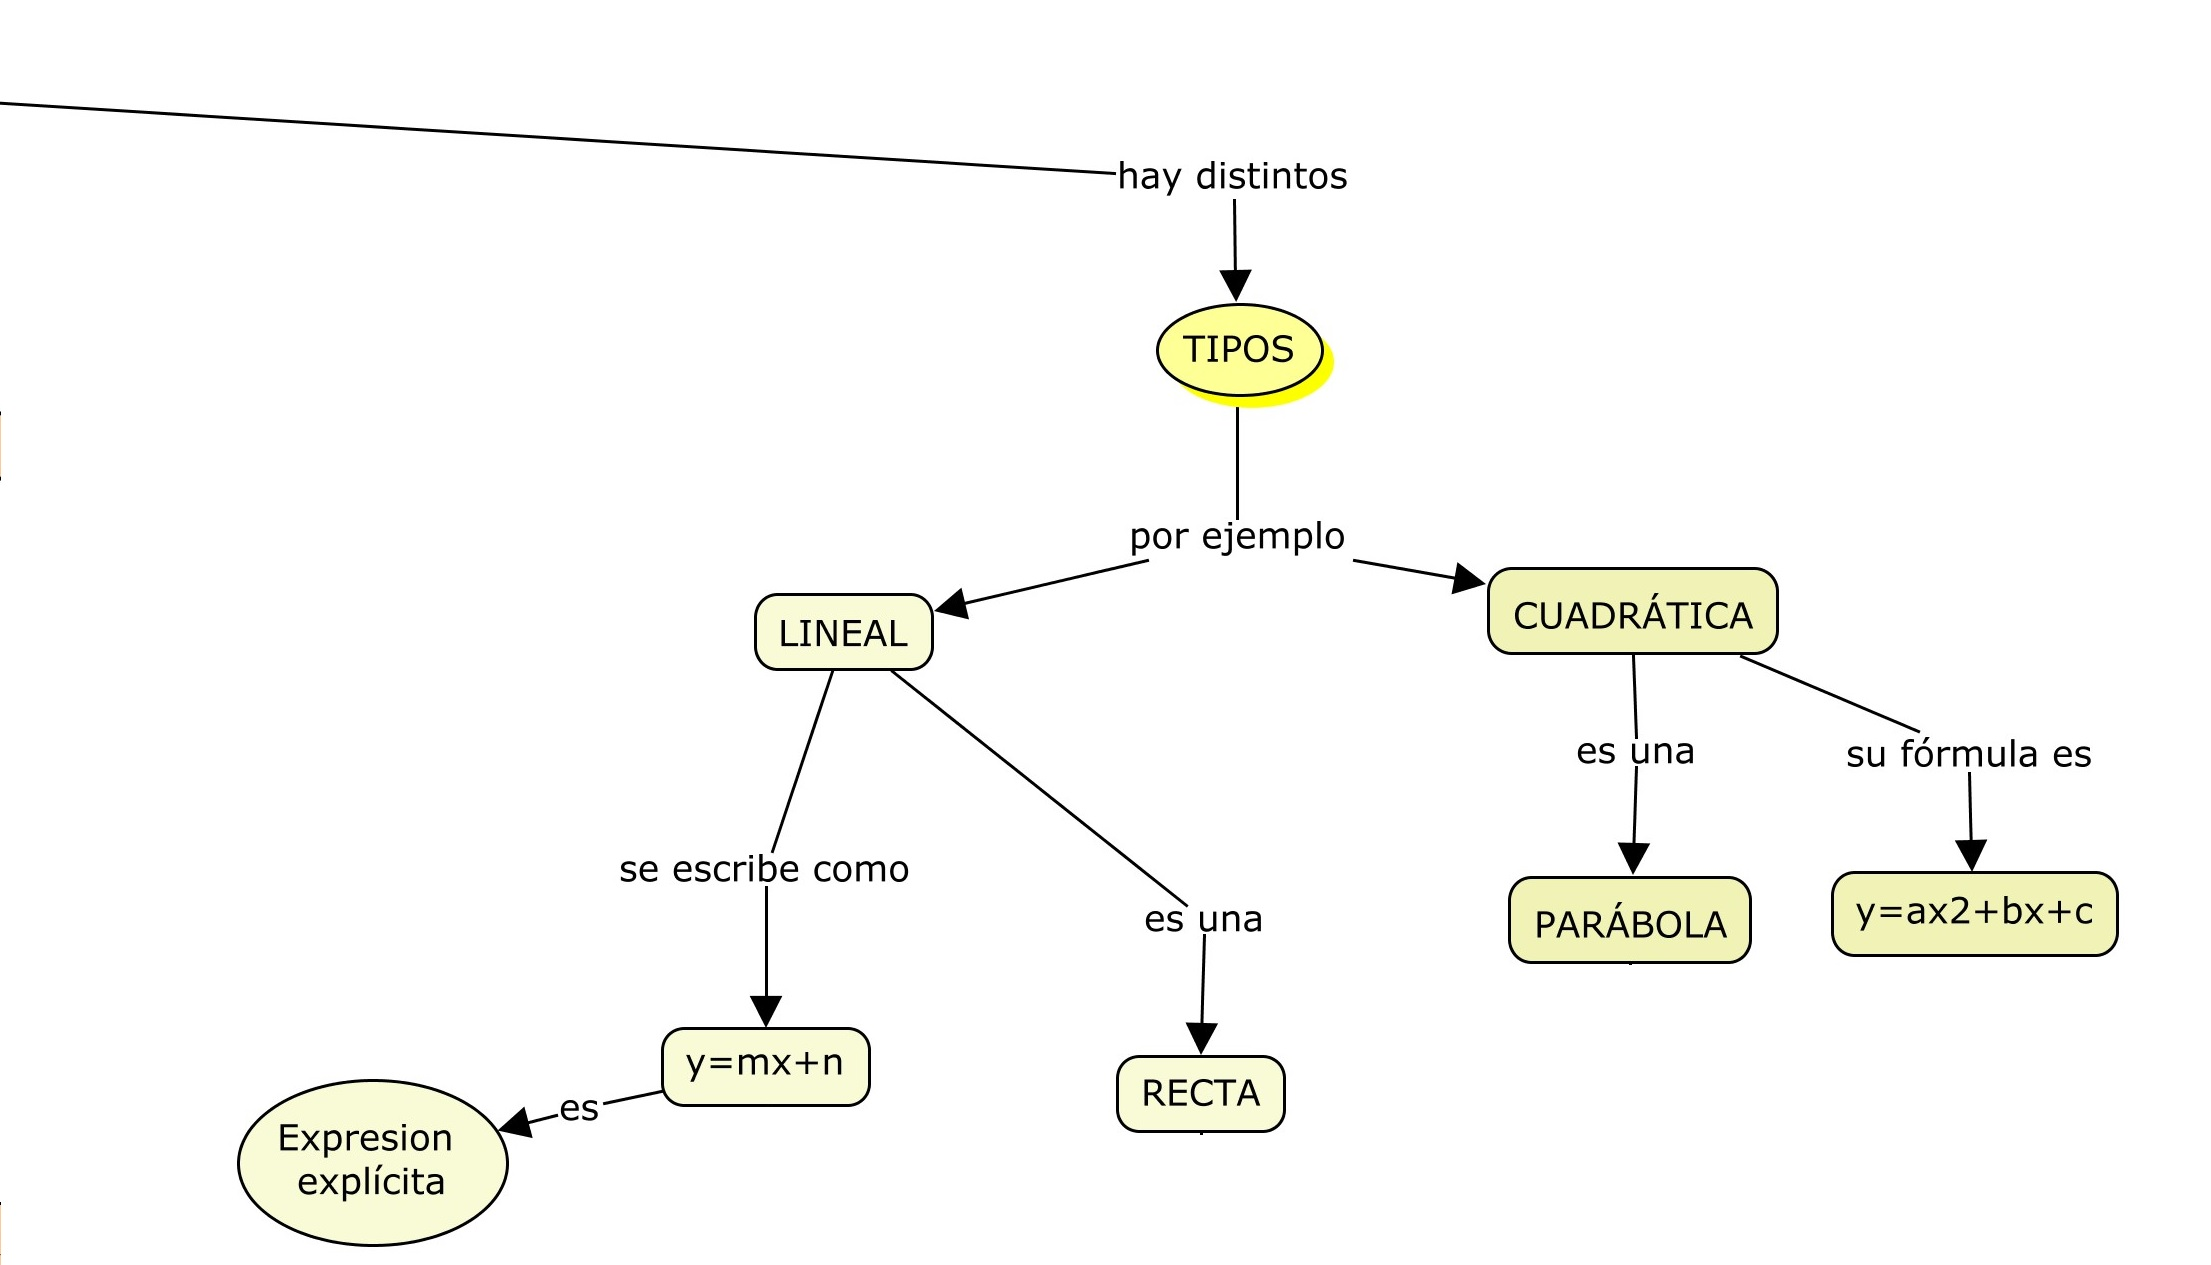 hay distintos
TIPOS
por ejemplo
LINEAL
CUADRÁTICA
es una
su fórmula es
se escribe como
es una
PARÁBOLA
y=ax2+bx+c
y=mx+n
RECTA
es
Expresion
explícita